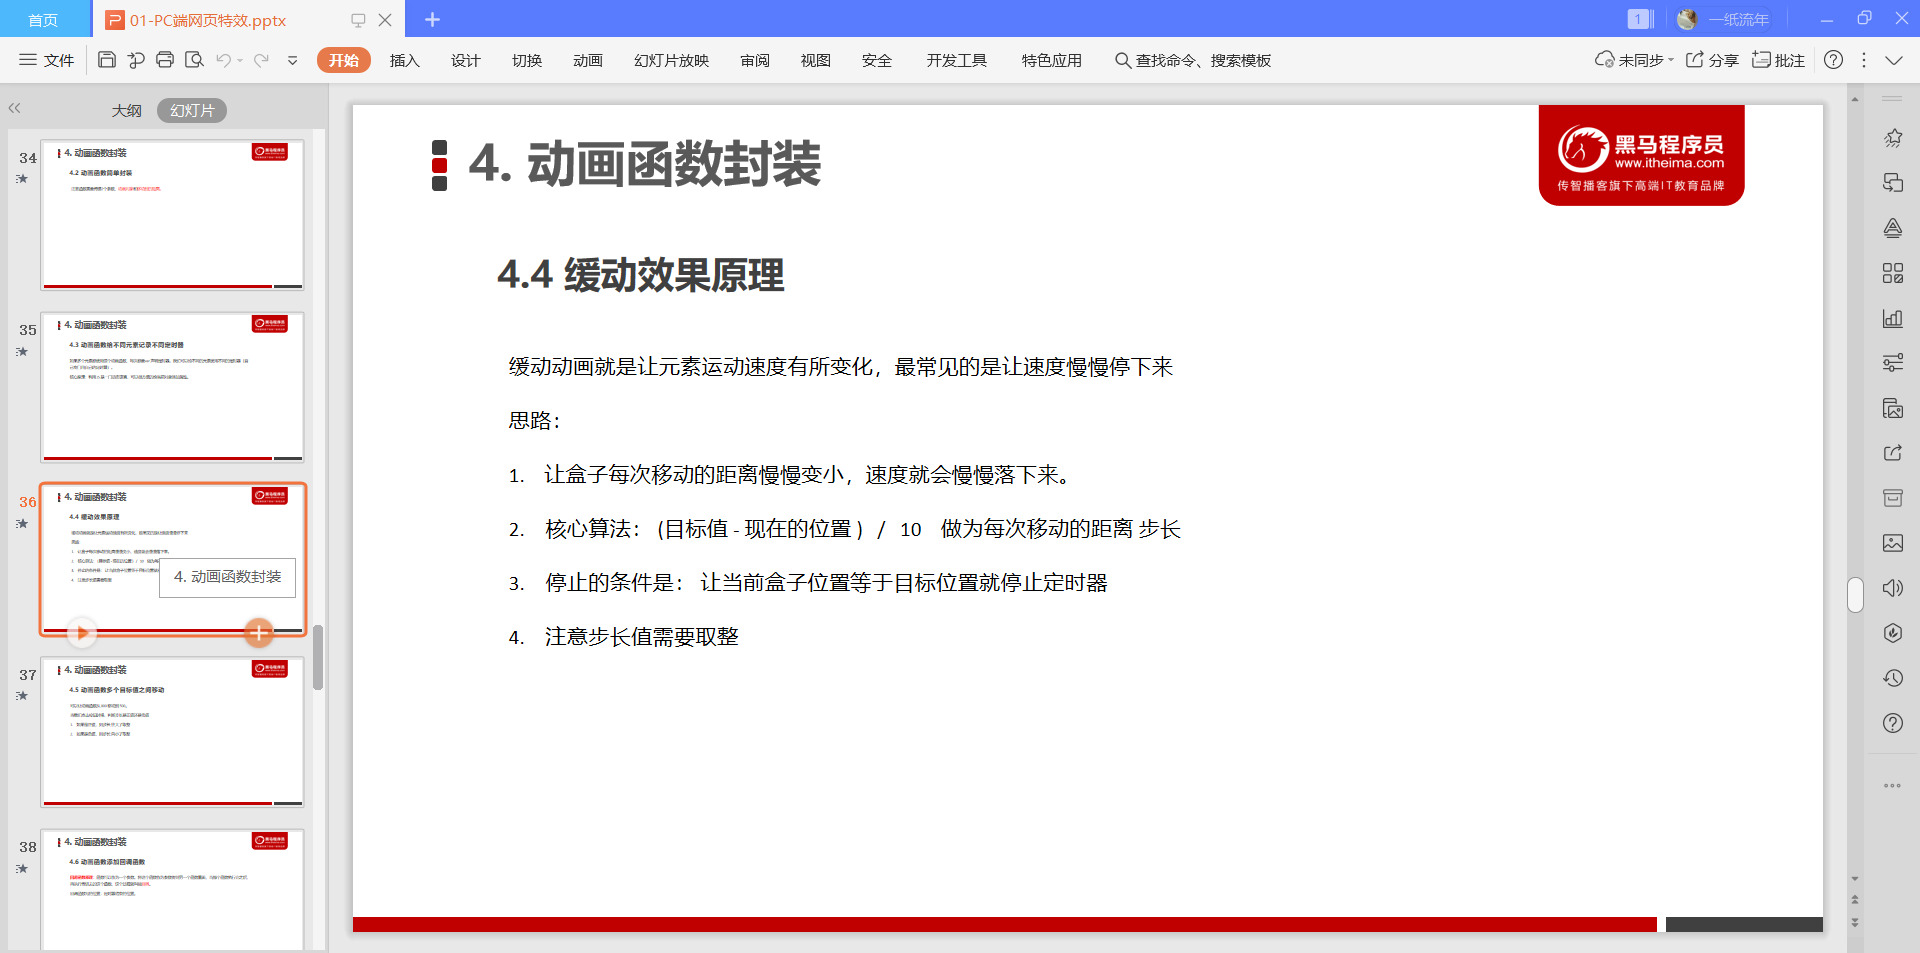 首页
01-PC端网页特效.pptx
1
一纸流年
文件
开始
插入
设计
切换
动画
幻灯片放映
审阅
视图
安全
开发工具
特色应用
查找命令、搜索模板
未同步
分享
批注
大纲
幻灯片
34
4. 动画函数封装
4.2 动画函数简单封装
35
4. 动画函数封装
4.3 动画函数给不同元素记录不同定时器
36
4. 动画函数封装
4.4 缓动效果原理
4. 动画函数封装
37
4. 动画函数封装
4.5 动画函数多个目标值之间移动
38
4. 动画函数封装
4.6 动画函数添加回调函数
4. 动画函数封装
黑马程序员
www.itheima.com
传智播客旗下高端IT教育品牌
4.4 缓动效果原理
缓动动画就是让元素运动速度有所变化，最常见的是让速度慢慢停下来
思路：
1. 让盒子每次移动的距离慢慢变小，速度就会慢慢落下来。
2. 核心算法： (目标值 - 现在的位置 ) / 10 做为每次移动的距离 步长
3. 停止的条件是： 让当前盒子位置等于目标位置就停止定时器
4. 注意步长值需要取整